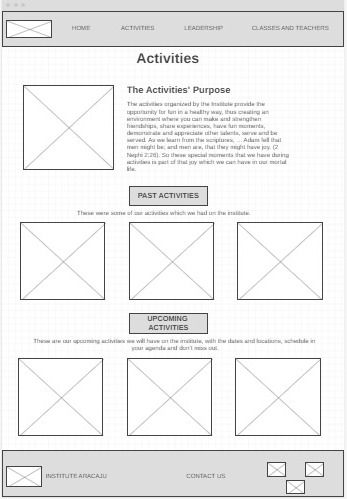 HOME ACTIVITIES LEADERSHIP CLASSES AND TEACHERS
Activities
The Activities' Purpose
The activities organized by the Institute provide the
opportunity for fun in a healthy way, thus creating an
environment where you can make and strengthen
friendships, share experiences, have fun moments,
demonstrate and appreciate other talents, serve and be
served. As we learn from the scriptures, ... Adam fell that
men might be; and men are, that they might have joy. (2
Nephi 2:26). So these special moments that we have during
activities is part of that joy which we can have in our mortal
life.
PAST ACTIVITIES
These were some of our activities which we had on the institute.
UPCOMING
ACTIVITIES
These are our upcoming activities we will have on the institute, with the dates and locations, schedule in
your agenda and don't miss out.
INSTITUTE ARACAJU CONTACT US